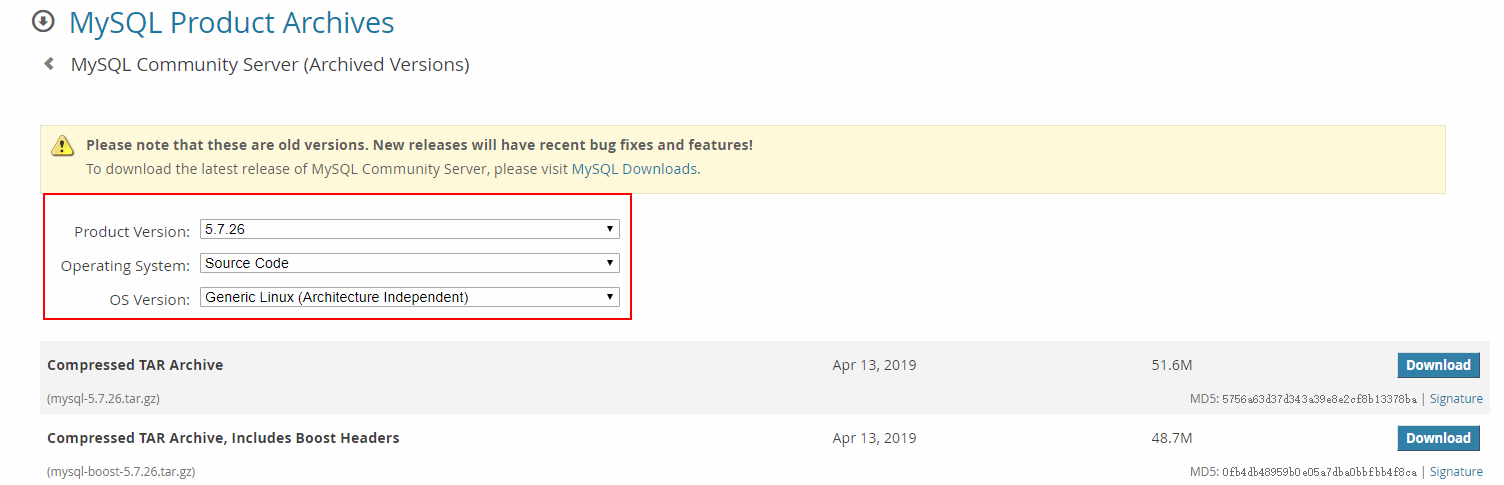 MySQL Product Archives
MySQL Community Server (Archived Versions)
Please note that these are old versions. New releases will have recent bug fixes and features!
To download the latest release of MySQL Community Server, please visit MySQL Downloads.
Product Version: 5.7.26
Operating System: Source Code
OS Version: Generic Linux (Architecture Independent)
Compressed TAR Archive Apr 13, 2019 51.6M Download
(mysql-5.7.26.tar.gz) MD5: 5756a63d37d343a39e8e2cf8b13378ba | Signature
Compressed TAR Archive, Includes Boost Headers Apr 13, 2019 48.7M Download
(mysql-boost-5.7.26.tar.gz) MD5: 0fb4db48959b0e05a7dba0bbfbb4f8ca | Signature